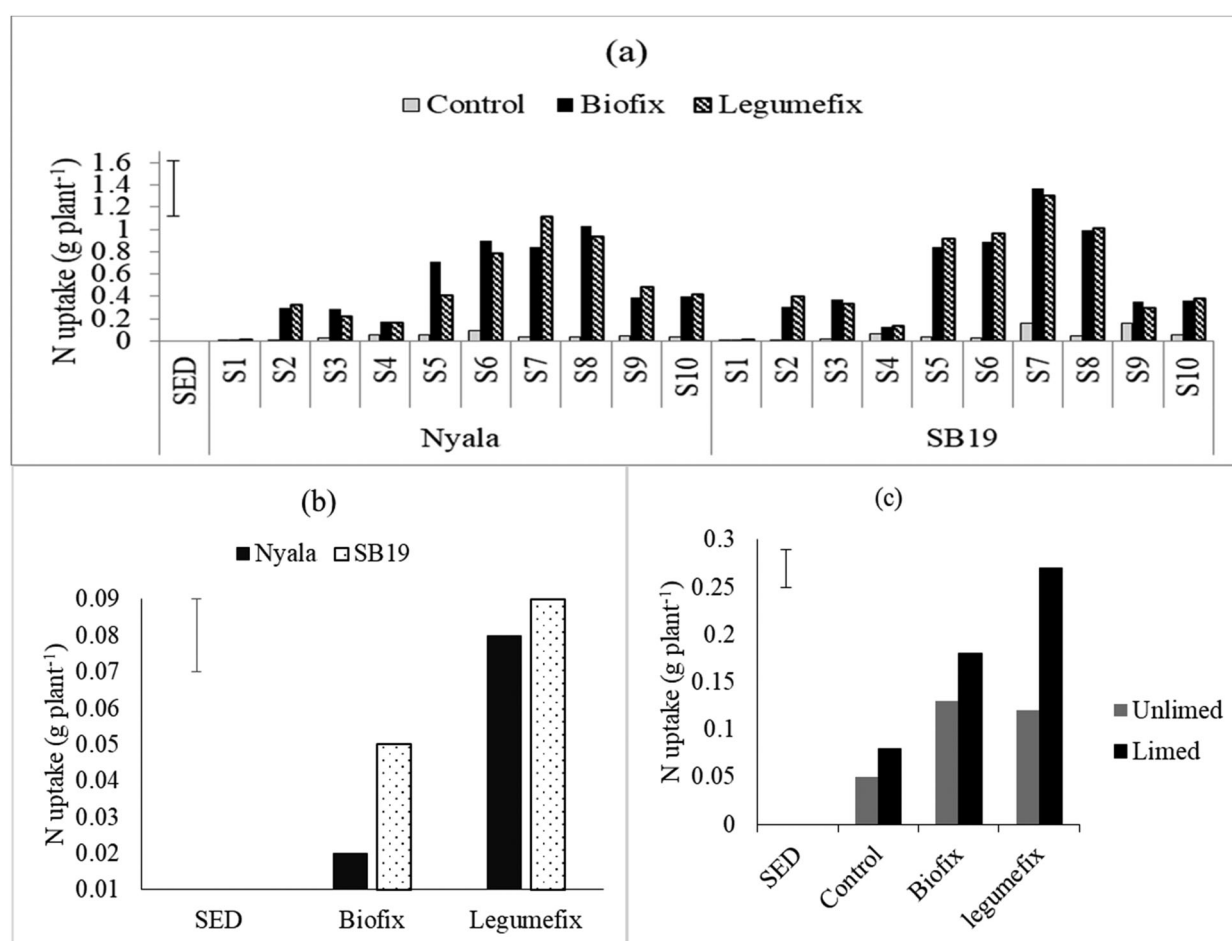 (a)
Control Biofix Legumefix
N uptake (g plant⁻¹)
1.6
1.4
1.2
1
0.8
0.6
0.4
0.2
0
SED S1 S2 S3 S4 S5 S6 S7 S8 S9 S10 S1 S2 S3 S4 S5 S6 S7 S8 S9 S10
Nyala SB19
(b)
Nyala SB19
N uptake (g plant⁻¹)
0.09
0.08
0.07
0.06
0.05
0.04
0.03
0.02
0.01
SED Biofix Legumefix
(c)
N uptake (g plant⁻¹)
0.3
0.25
0.2
0.15
0.1
0.05
0
SED Control Biofix legumefix
Unlimed
Limed